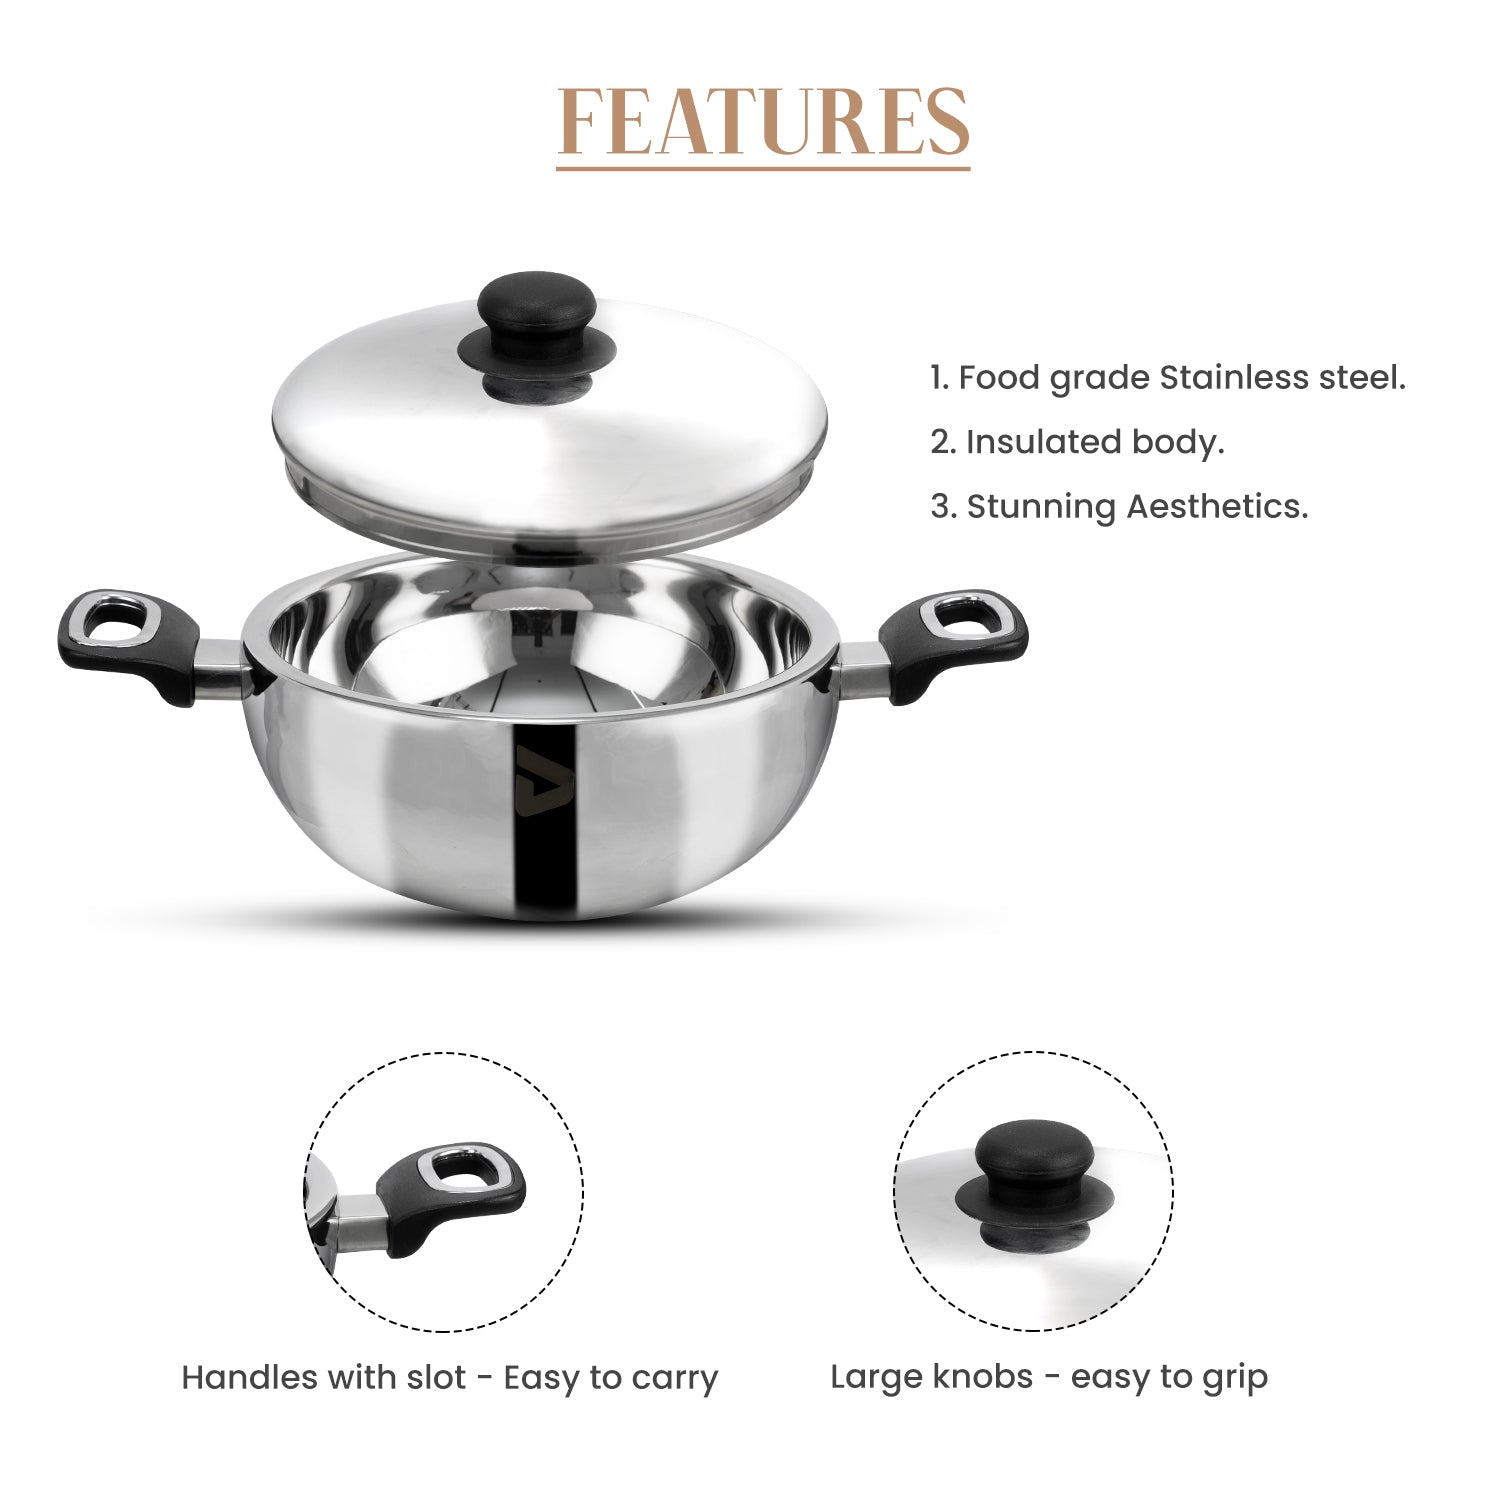 FEATURES
1. Food grade Stainless steel.
2. Insulated body.
3. Stunning Aesthetics.
Handles with slot - Easy to carry
Large knobs - easy to grip